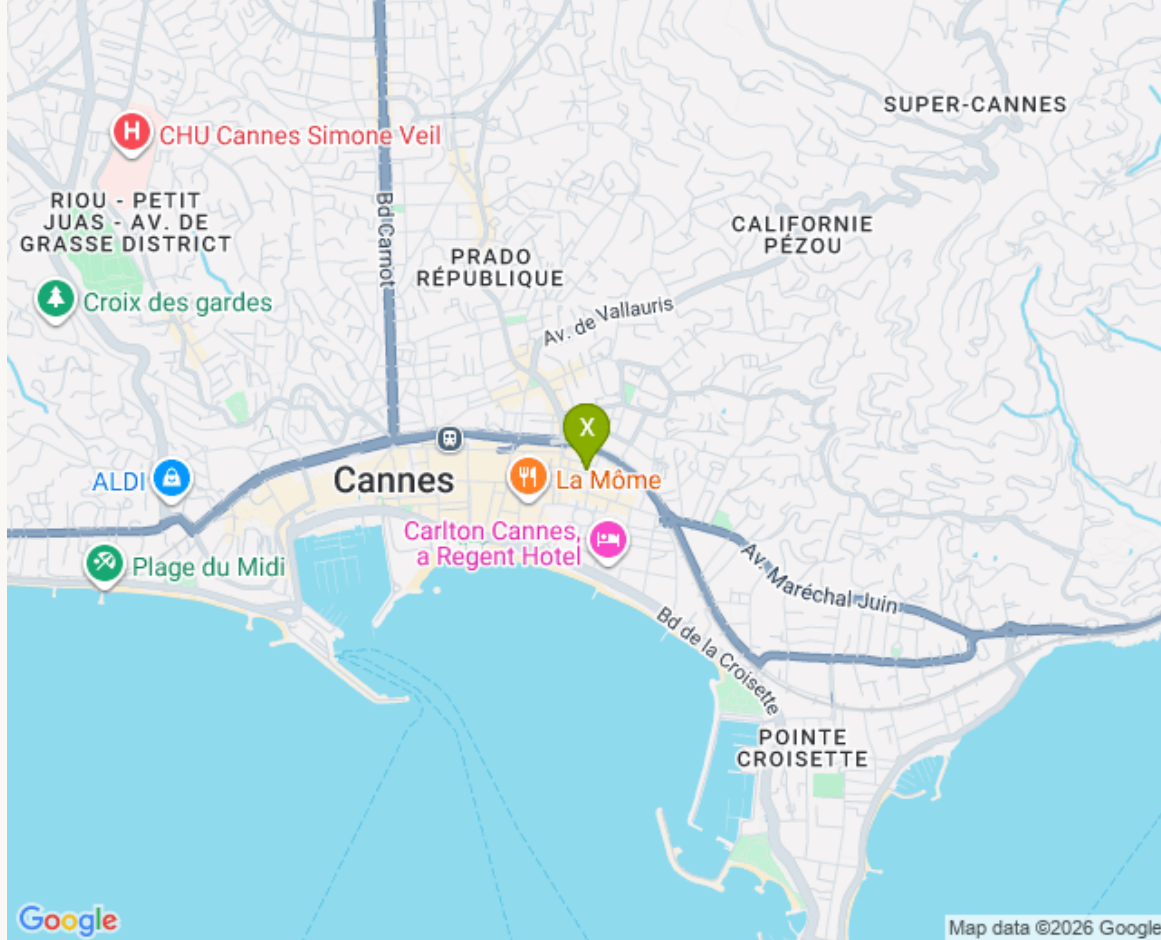 SUPER-CANNES
CHU Cannes Simone Veil
RIOU - PETIT
JUAS - AV. DE
GRASSE DISTRICT
Bd Carnot
CALIFORNIE
PÉZOU
PRADO
RÉPUBLIQUE
Croix des gardes
Av. de Vallauris
X
ALDI
Cannes
La Môme
Carlton Cannes,
a Regent Hotel
Plage du Midi
Av. Maréchal Juin
Bd de la Croisette
POINTE
CROISETTE
Google
Map data ©2026 Google